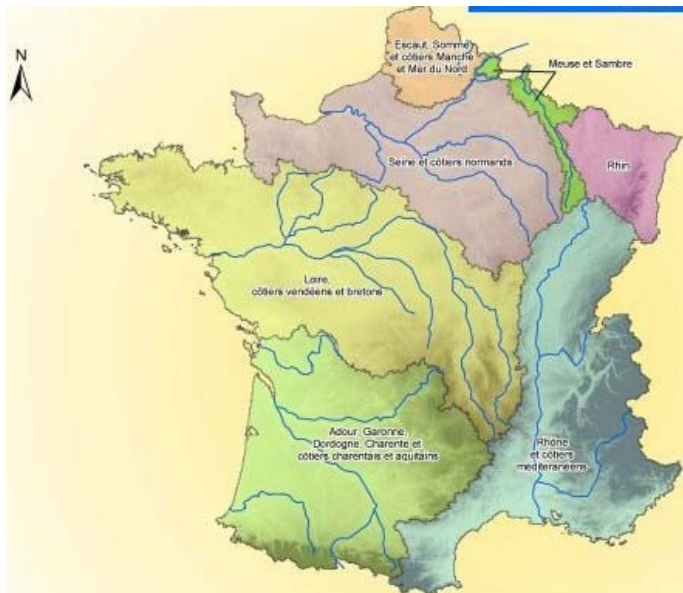 N
Escaut, Somme
et côtiers Manche
et Mer du Nord
Meuse et Sambre
Seine et côtiers normands
Rhin
Loire,
côtiers vendéens et bretons
Adour, Garonne,
Dordogne, Charente et
côtiers charentais et aquitains
Rhône
et côtiers
méditeranéens